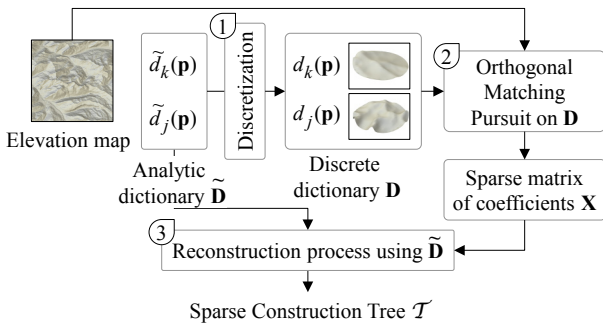 1
2
d̃ₖ(p)
d̃ⱼ(p)
Discretization
dₖ(p)
dⱼ(p)
Orthogonal
Matching
Pursuit on D
Elevation map
Analytic
dictionary D̃
Discrete
dictionary D
Sparse matrix
of coefficients X
3
Reconstruction process using D̃
Sparse Construction Tree 𝒯